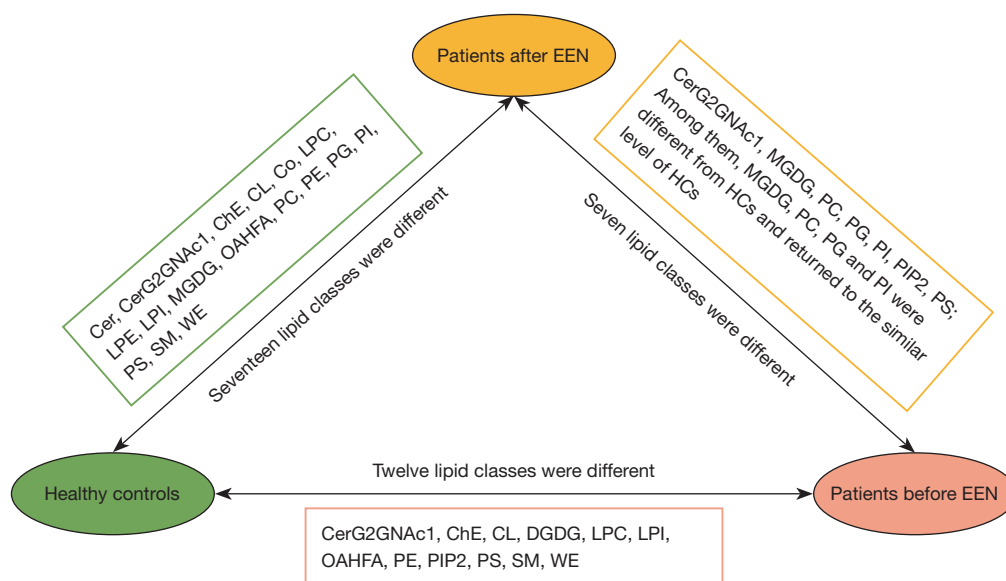 Patients after EEN
Cer, CerG2GNAc1, ChE, CL, Co, LPC,
LPE, LPI, MGDG, OAHFA, PC, PE, PG, PI,
PS, SM, WE
Seventeen lipid classes were different
CerG2GNAc1, MGDG, PC, PG, PI, PIP2, PS;
Among them, MGDG, PC, PG and PI were
different from HCs and returned to the similar
level of HCs
Seven lipid classes were different
Healthy controls
Twelve lipid classes were different
Patients before EEN
CerG2GNAc1, ChE, CL, DGDG, LPC, LPI,
OAHFA, PE, PIP2, PS, SM, WE